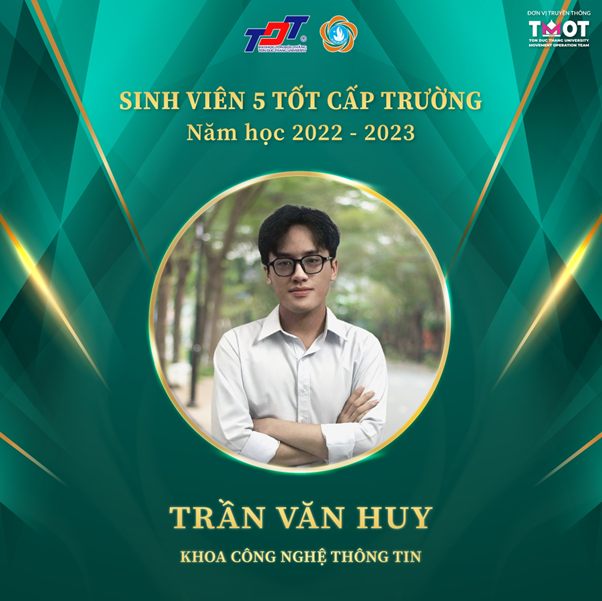 ĐƠN VỊ TRUYỀN THÔNG
TDT
TMOT
TON DUC THANG UNIVERSITY
MOVEMENT OPERATION TEAM
SINH VIÊN 5 TỐT CẤP TRƯỜNG
Năm học 2022 - 2023
TRẦN VĂN HUY
KHOA CÔNG NGHỆ THÔNG TIN